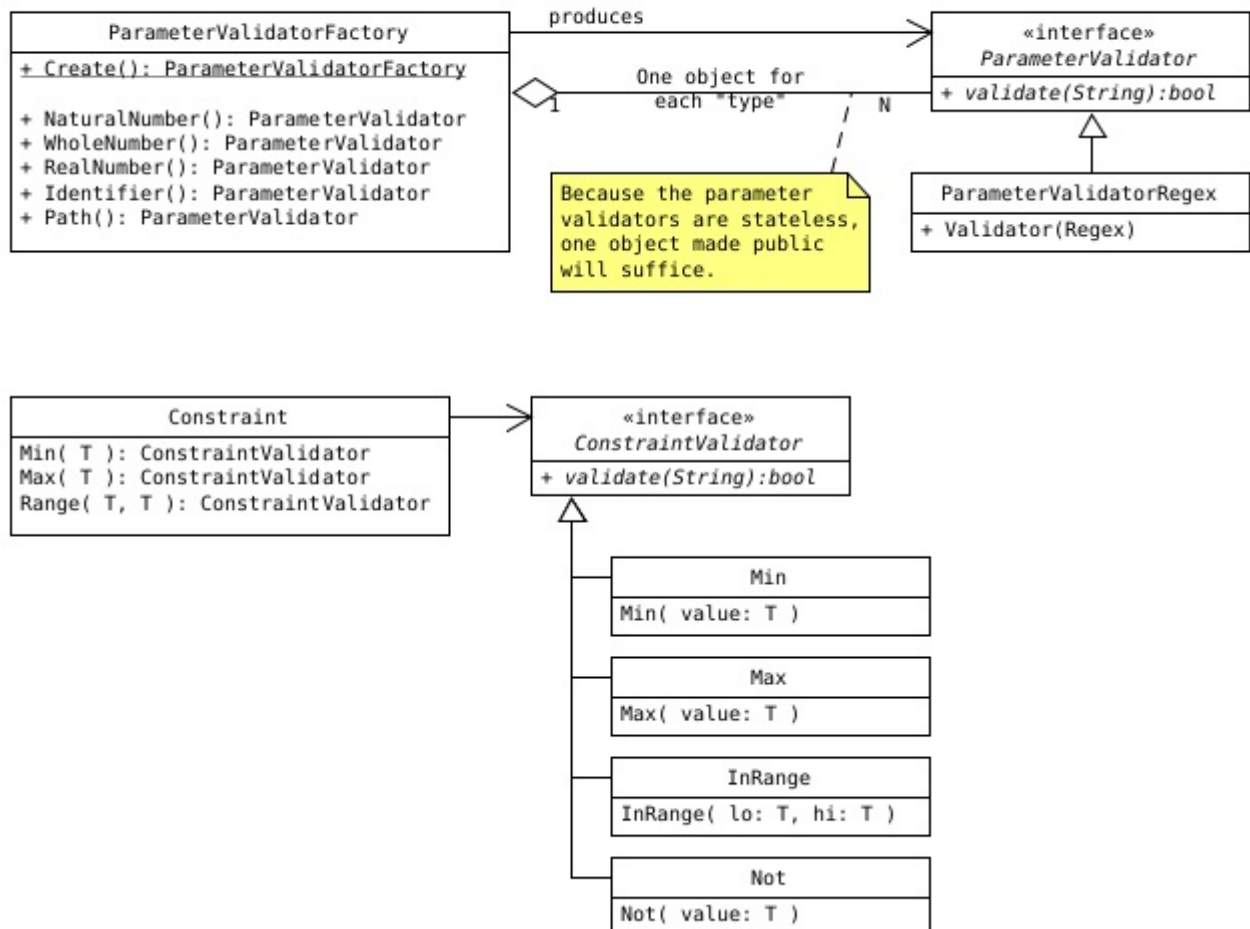 ParameterValidatorFactory
+ Create(): ParameterValidatorFactory
+ NaturalNumber(): ParameterValidator
+ WholeNumber(): ParameterValidator
+ RealNumber(): ParameterValidator
+ Identifier(): ParameterValidator
+ Path(): ParameterValidator
produces
One object for
each "type"
1
N
«interface»
ParameterValidator
+ validate(String):bool
Because the parameter
validators are stateless,
one object made public
will suffice.
ParameterValidatorRegex
+ Validator(Regex)
Constraint
Min( T ): ConstraintValidator
Max( T ): ConstraintValidator
Range( T, T ): ConstraintValidator
«interface»
ConstraintValidator
+ validate(String):bool
Min
Min( value: T )
Max
Max( value: T )
InRange
InRange( lo: T, hi: T )
Not
Not( value: T )